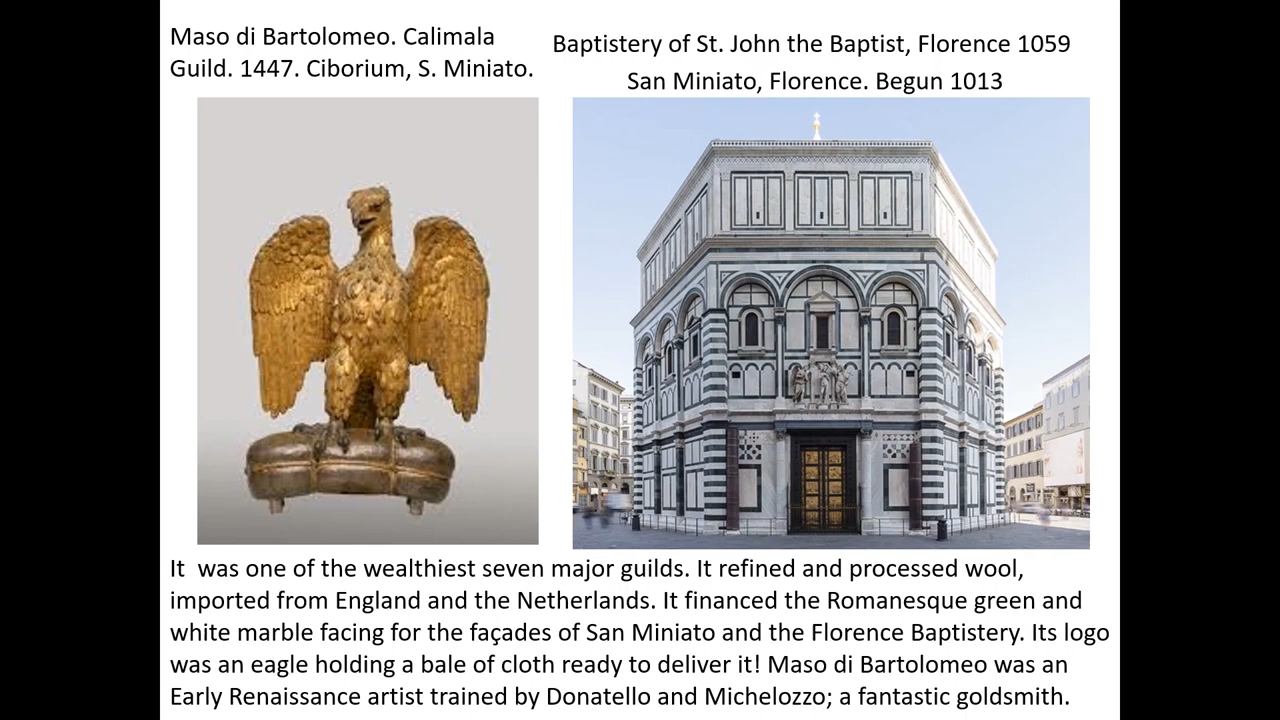 Maso di Bartolomeo. Calimala
Guild. 1447. Ciborium, S. Miniato.
Baptistery of St. John the Baptist, Florence 1059
San Miniato, Florence. Begun 1013
It  was one of the wealthiest seven major guilds. It refined and processed wool,
imported from England and the Netherlands. It financed the Romanesque green and
white marble facing for the façades of San Miniato and the Florence Baptistery. Its logo
was an eagle holding a bale of cloth ready to deliver it! Maso di Bartolomeo was an
Early Renaissance artist trained by Donatello and Michelozzo; a fantastic goldsmith.